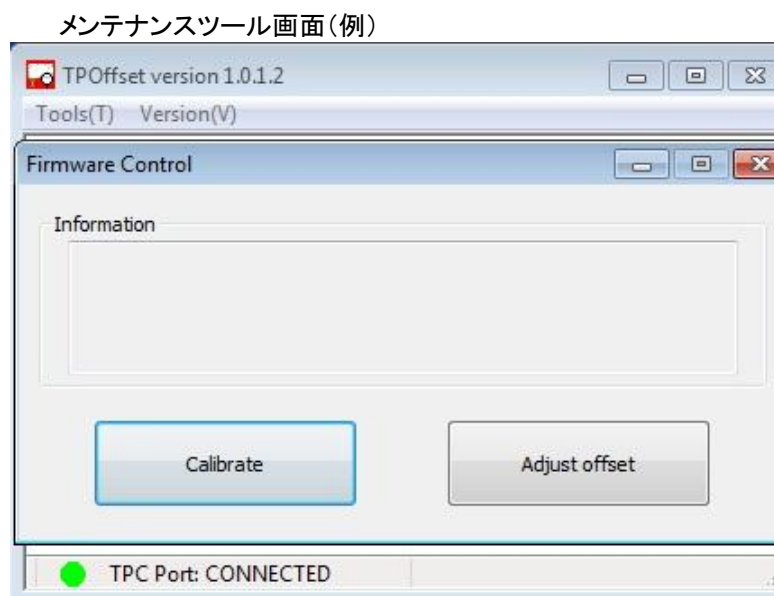 メンテナンスツール画面(例)
TPOffset version 1.0.1.2
Tools(T) Version(V)
Firmware Control
Information
Calibrate Adjust offset
TPC Port: CONNECTED